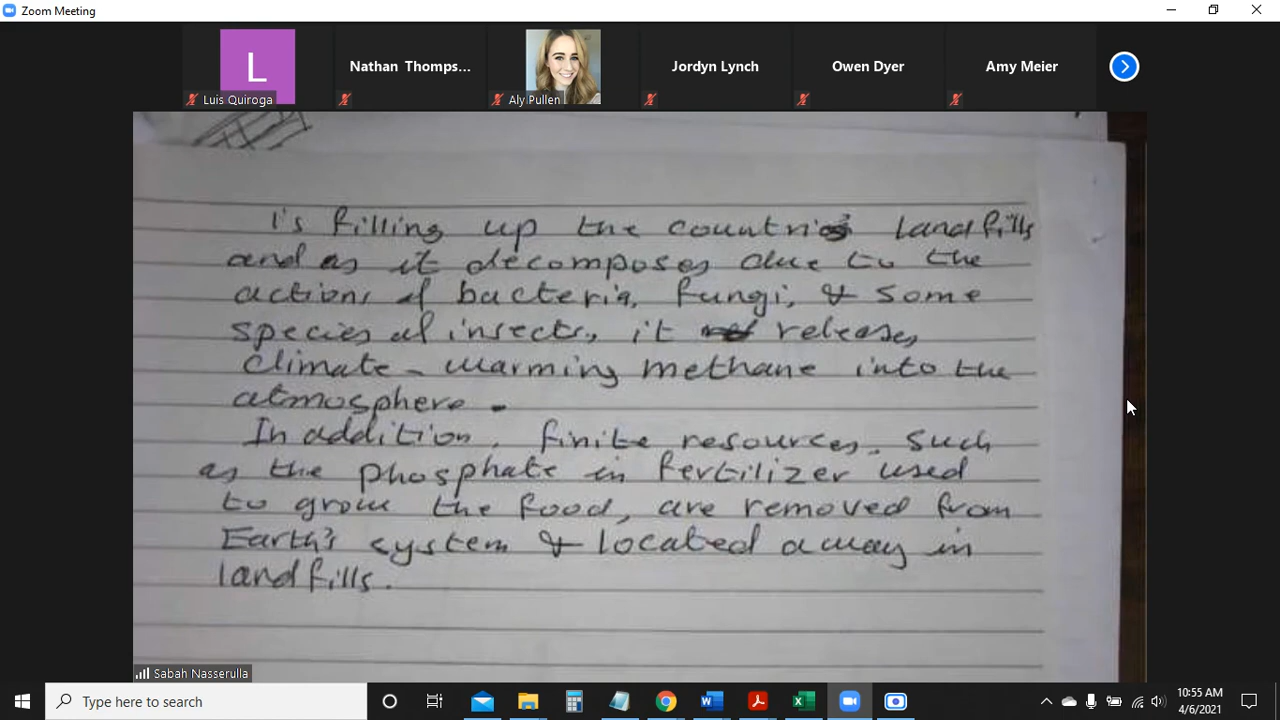 Zoom Meeting
L
Luis Quiroga
Nathan Thomps...
Aly Pullen
Jordyn Lynch
Owen Dyer
Amy Meier
I's filling up the countries landfills
and as it decomposes due to the
actions of bacteria, fungi, & some
species of insects, it releases
climate-warming methane into the
atmosphere.
In addition, finite resources, such
as the phosphate in fertilizer used
to grow the food, are removed from
Earth's system & located away in
landfills.
Sabah Nasserulla
Type here to search
10:55 AM
4/6/2021